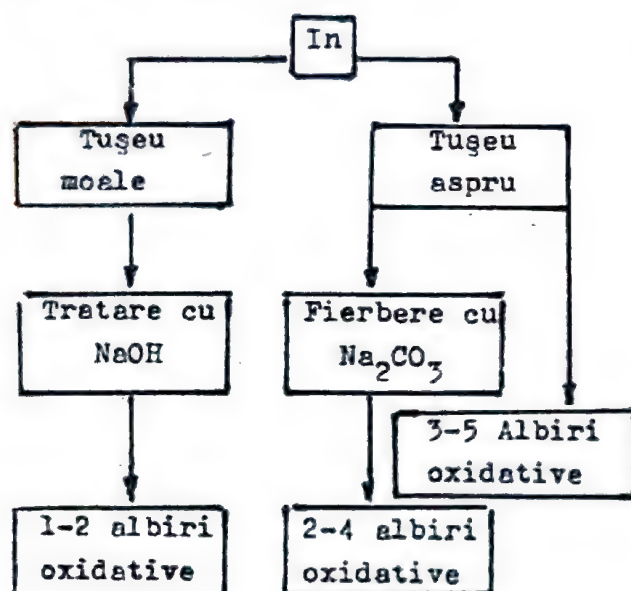 In
Tuşeu
moale
Tuşeu
aspru
Tratare cu
NaOH
Fierbere cu
Na₂CO₃
3-5 Albiri
oxidative
1-2 albiri
oxidative
2-4 albiri
oxidative